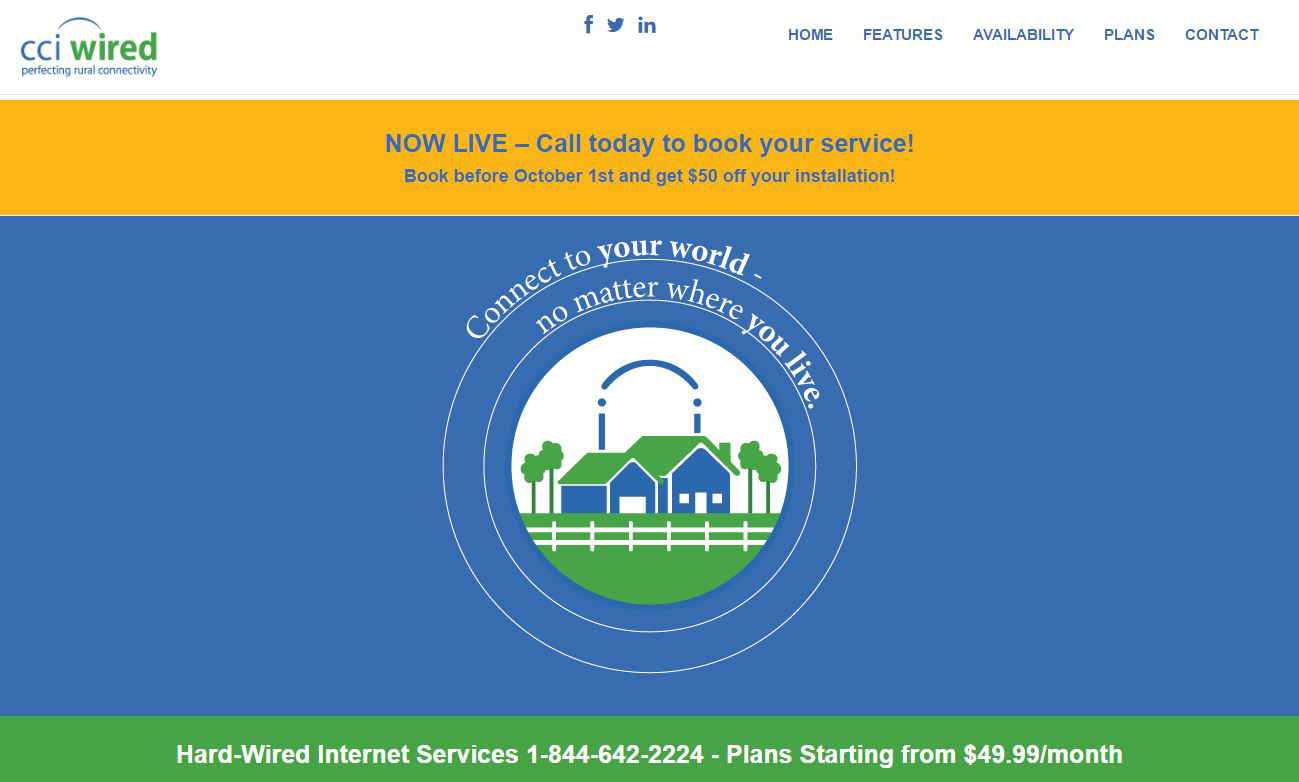 cci wired
perfecting rural connectivity
HOME FEATURES AVAILABILITY PLANS CONTACT
NOW LIVE – Call today to book your service!
Book before October 1st and get $50 off your installation!
Connect to your world -
no matter where you live.
Hard-Wired Internet Services 1-844-642-2224 - Plans Starting from $49.99/month